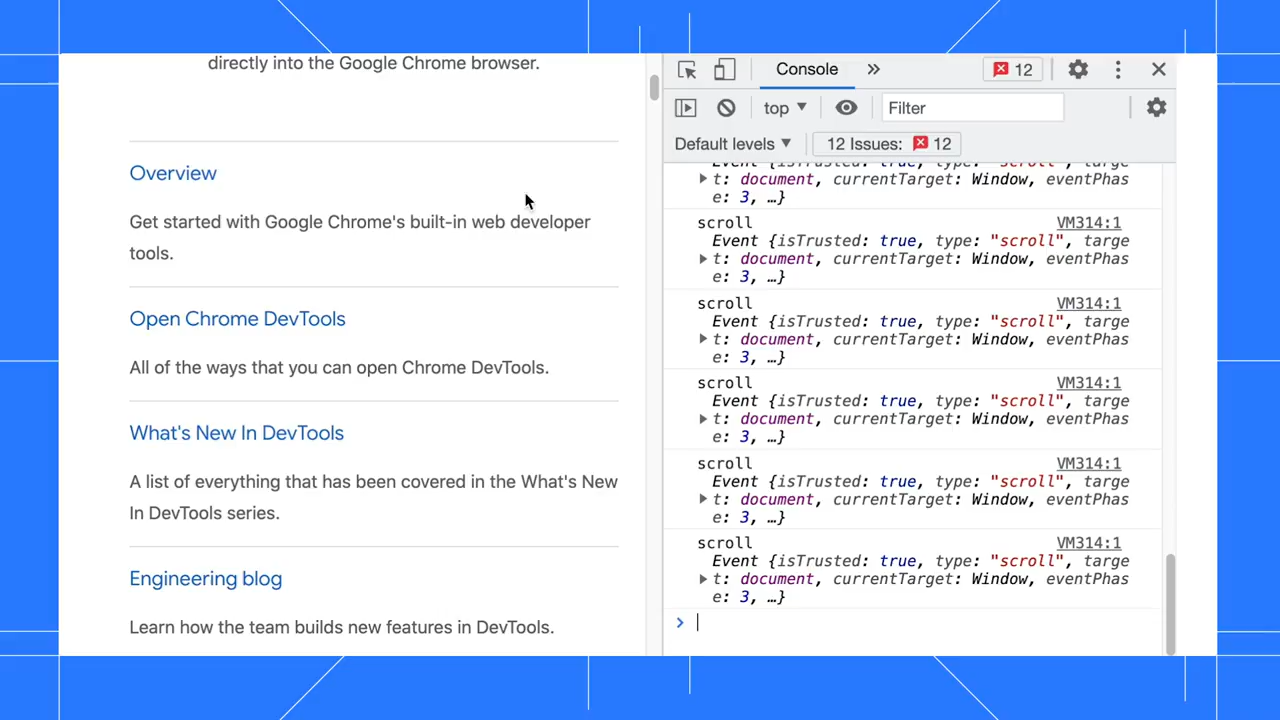 directly into the Google Chrome browser.
Overview
Get started with Google Chrome's built-in web developer
tools.
Open Chrome DevTools
All of the ways that you can open Chrome DevTools.
What's New In DevTools
A list of everything that has been covered in the What's New
In DevTools series.
Engineering blog
Learn how the team builds new features in DevTools.
Console
12
top
Filter
Default levels
12 Issues: 12
Event {isTrusted: true, type: "scroll", targe
t: document, currentTarget: Window, eventPhas
e: 3, …}
scroll VM314:1
Event {isTrusted: true, type: "scroll", targe
t: document, currentTarget: Window, eventPhas
e: 3, …}
scroll VM314:1
Event {isTrusted: true, type: "scroll", targe
t: document, currentTarget: Window, eventPhas
e: 3, …}
scroll VM314:1
Event {isTrusted: true, type: "scroll", targe
t: document, currentTarget: Window, eventPhas
e: 3, …}
scroll VM314:1
Event {isTrusted: true, type: "scroll", targe
t: document, currentTarget: Window, eventPhas
e: 3, …}
scroll VM314:1
Event {isTrusted: true, type: "scroll", targe
t: document, currentTarget: Window, eventPhas
e: 3, …}